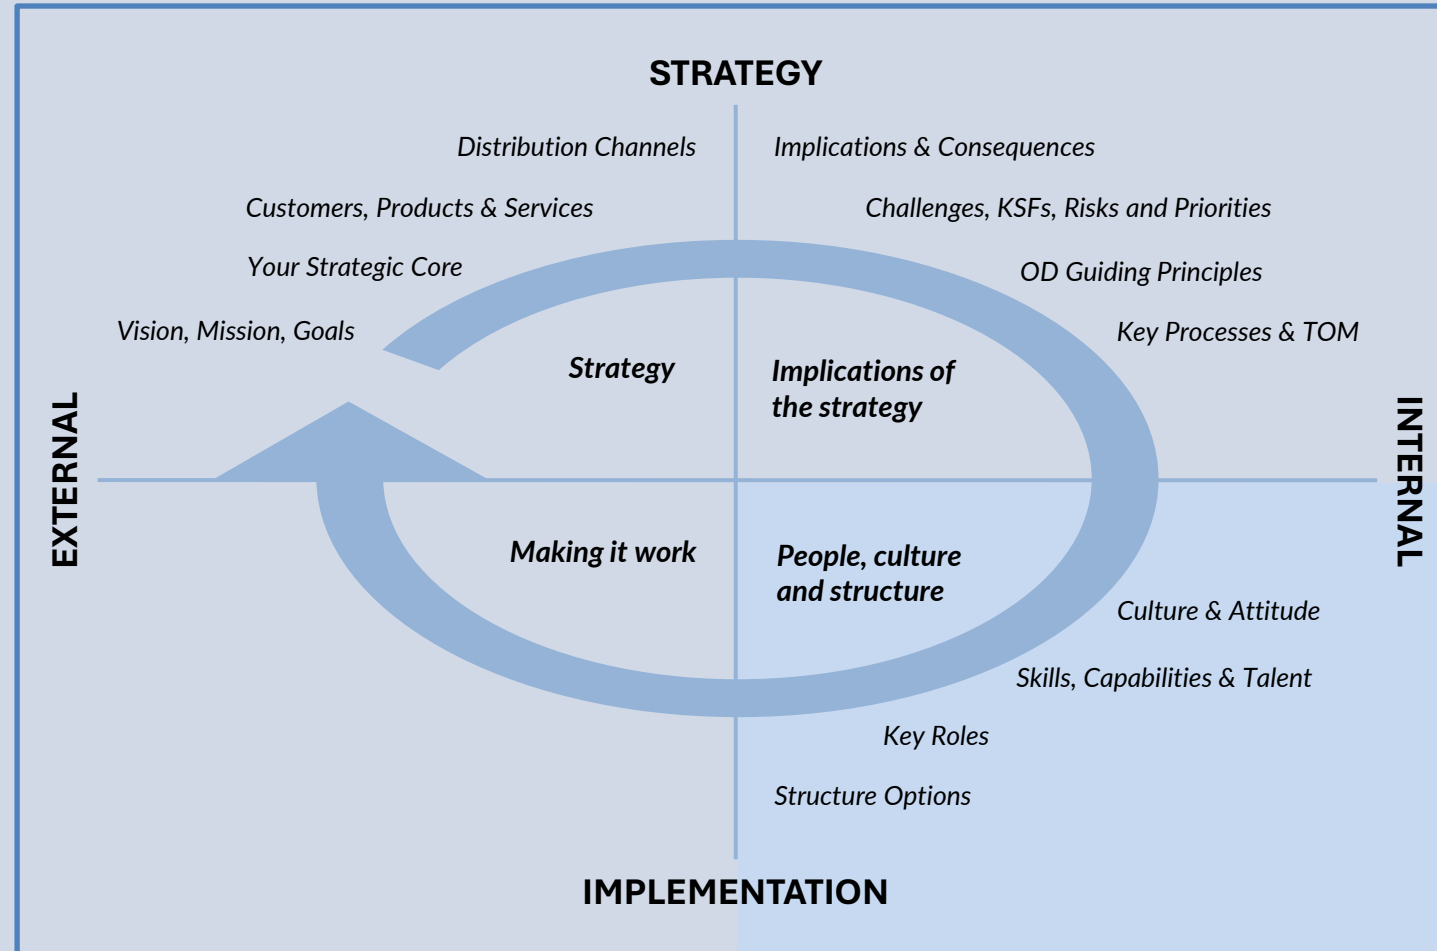 STRATEGY
Distribution Channels
Implications & Consequences
Customers, Products & Services
Challenges, KSFs, Risks and Priorities
Your Strategic Core
OD Guiding Principles
Vision, Mission, Goals
Key Processes & TOM
Strategy
Implications of
the strategy
EXTERNAL
INTERNAL
Making it work
People, culture
and structure
Culture & Attitude
Skills, Capabilities & Talent
Key Roles
Structure Options
IMPLEMENTATION